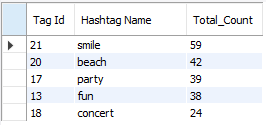 Tag Id Hashtag Name Total_Count
21 smile 59
20 beach 42
17 party 39
13 fun 38
18 concert 24